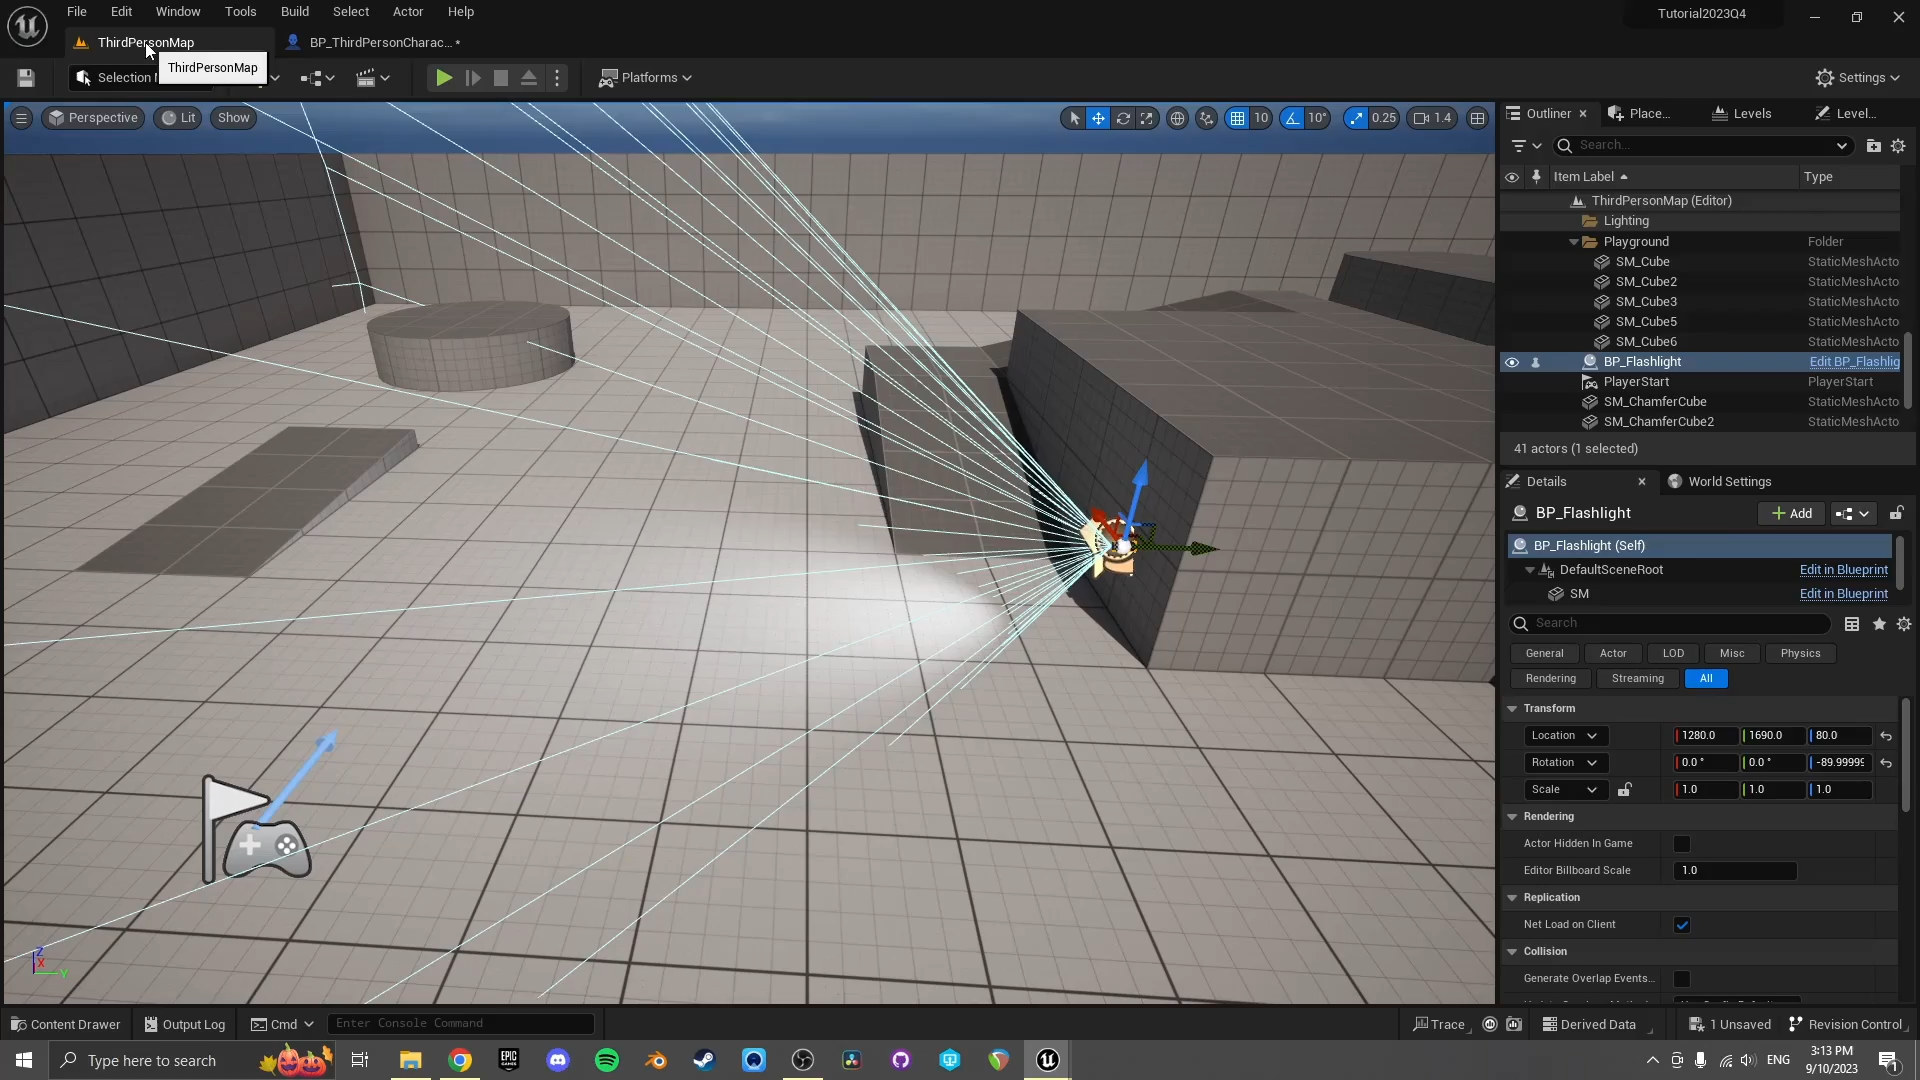 File Edit Window Tools Build Select Actor Help
Tutorial2023Q4
ThirdPersonMap
BP_ThirdPersonCharac... *
Selection
ThirdPersonMap
Platforms
Settings
Perspective Lit Show
10 10° 0.25 1.4
Outliner Place... Levels Level...
Search...
Item Label Type
ThirdPersonMap (Editor)
Lighting
Playground Folder
SM_Cube StaticMeshActo
SM_Cube2 StaticMeshActo
SM_Cube3 StaticMeshActo
SM_Cube5 StaticMeshActo
SM_Cube6 StaticMeshActo
BP_Flashlight Edit BP_Flashlig
PlayerStart PlayerStart
SM_ChamferCube StaticMeshActo
SM_ChamferCube2 StaticMeshActo
41 actors (1 selected)
Details World Settings
BP_Flashlight Add
BP_Flashlight (Self)
DefaultSceneRoot Edit in Blueprint
SM Edit in Blueprint
Search
General Actor LOD Misc Physics
Rendering Streaming All
Transform
Location 1280.0 1690.0 80.0
Rotation 0.0 ° 0.0 ° -89.99999
Scale 1.0 1.0 1.0
Rendering
Actor Hidden In Game
Editor Billboard Scale 1.0
Replication
Net Load on Client
Collision
Generate Overlap Events...
Z
X
Y
Content Drawer Output Log Cmd Enter Console Command
Trace Derived Data 1 Unsaved Revision Control
Type here to search
EPIC GAMES
ENG
3:13 PM
9/10/2023
1